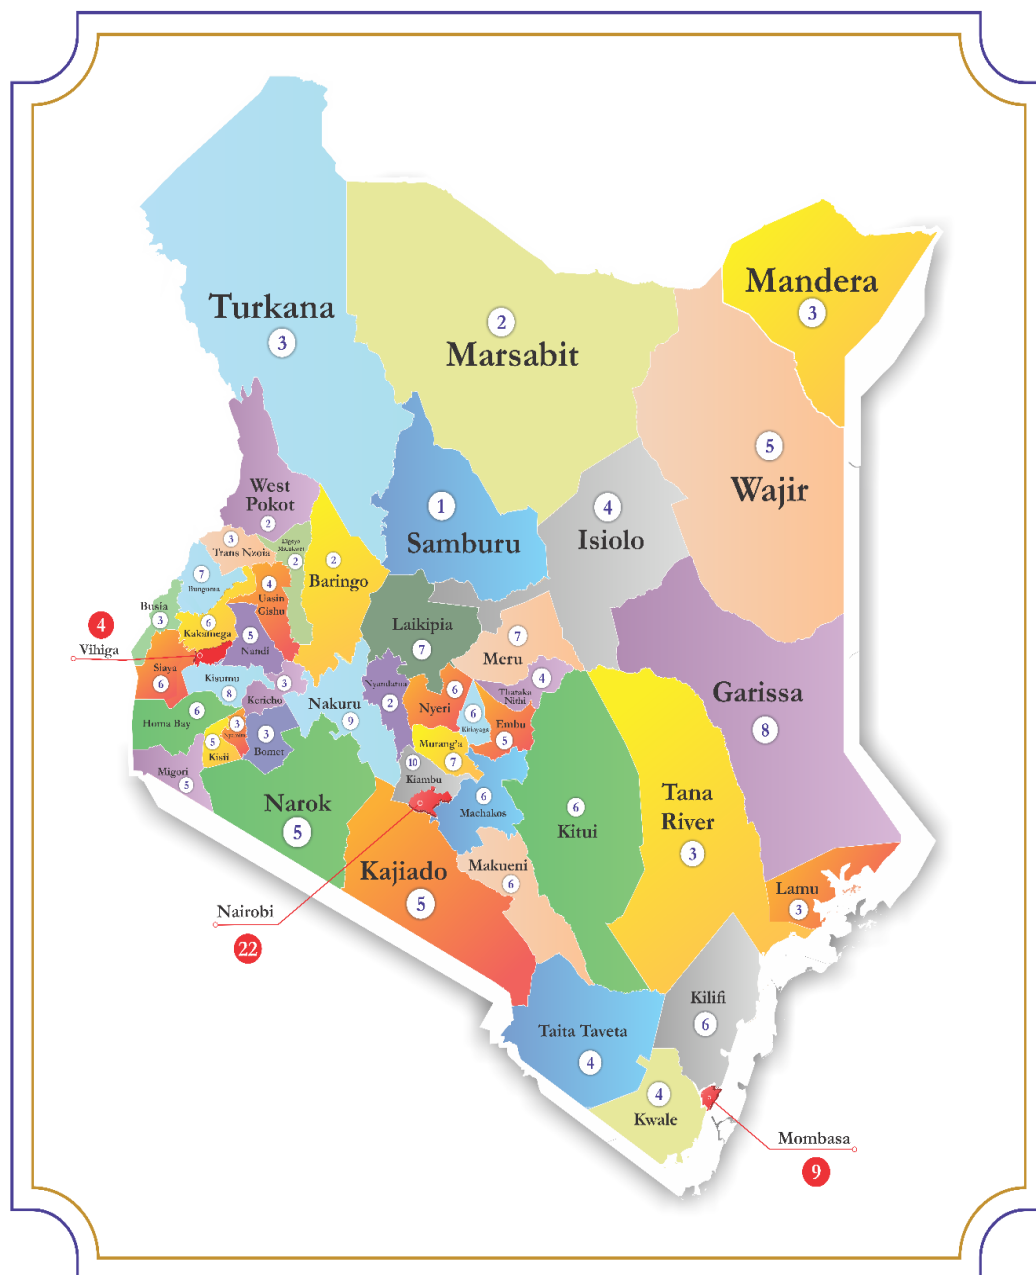 Turkana
3
2
Marsabit
Mandera
3
5
Wajir
West
Pokot
2
1
Samburu
4
Isiolo
3
Trans Nzoia
2
2
Baringo
7
Bungoma
4
Uasin
Gishu
Busia
3
6
Kakamega
4
Vihiga
5
Nandi
Siaya
6
Kisumu
8
3
Kericho
Laikipia
7
7
Meru
4
Tharaka
Nithi
Garissa
8
Nyandarua
2
6
Nyeri
6
Kirinyaga
Embu
5
Nakuru
9
6
Homa Bay
3
5
Kisii
3
Bomet
Migori
5
Murang'a
7
10
Kiambu
6
Machakos
6
Kitui
Tana
River
3
Narok
5
Kajiado
5
Makueni
6
Lamu
3
Nairobi
22
Kilifi
6
Taita Taveta
4
4
Kwale
Mombasa
9